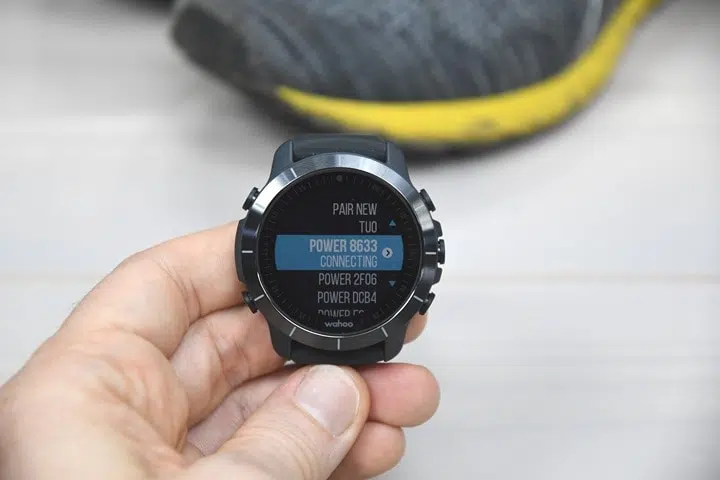 PAIR NEW
TUO
POWER 8633
CONNECTING
POWER 2F06
POWER DCB4
wahoo